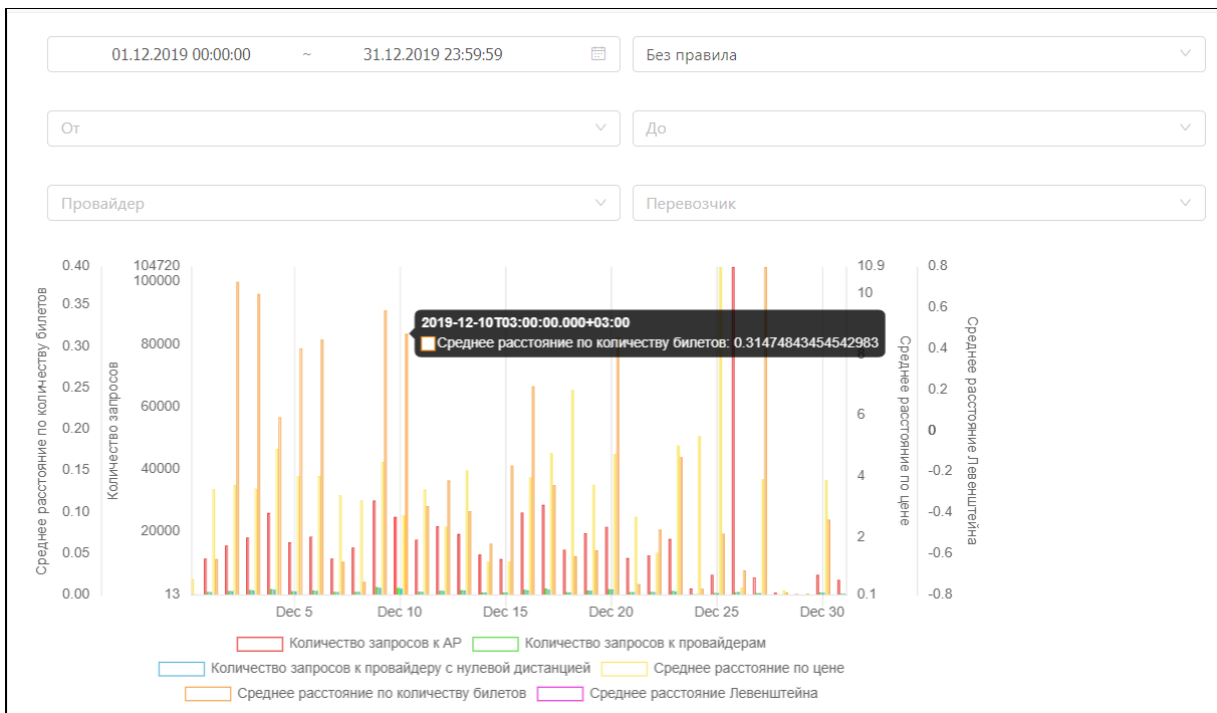 01.12.2019 00:00:00 ~ 31.12.2019 23:59:59 Без правила
От До
Провайдер Перевозчик
0.40 104720 10.9 0.8
100000 10
0.35 0.6
2019-12-10T03:00:00.000+03:00
Среднее расстояние по количеству билетов: 0.31474843454542983
0.30 80000 8 0.4
0.25 60000 6 0.2
0.20 0
0.15 40000 4 -0.2
0.10 20000 2 -0.4
0.05 -0.6
0.00 13 0.1 -0.8
Среднее расстояние по количеству билетов
Количество запросов
Среднее расстояние по цене
Среднее расстояние Левенштейна
Dec 5 Dec 10 Dec 15 Dec 20 Dec 25 Dec 30
Количество запросов к AP Количество запросов к провайдерам
Количество запросов к провайдеру с нулевой дистанцией Среднее расстояние по цене
Среднее расстояние по количеству билетов Среднее расстояние Левенштейна